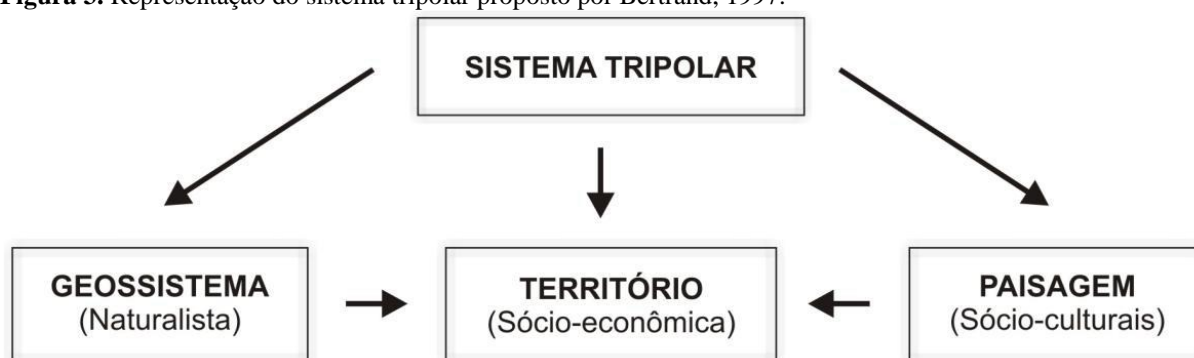 Figura Representação do sistema tripolar proposto por Bertrand, 1997.
SISTEMA TRIPOLAR
GEOSSISTEMA
(Naturalista)
TERRITÓRIO
(Sócio-econômica)
PAISAGEM
(Sócio-culturais)